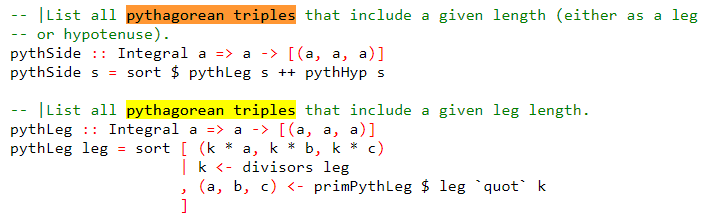 -- |List all pythagorean triples that include a given length (either as a leg
-- or hypotenuse).
pythSide :: Integral a => a -> [(a, a, a)]
pythSide s = sort $ pythLeg s ++ pythHyp s

-- |List all pythagorean triples that include a given leg length.
pythLeg :: Integral a => a -> [(a, a, a)]
pythLeg leg = sort [ (k * a, k * b, k * c)
                   | k <- divisors leg
                   , (a, b, c) <- primPythLeg $ leg `quot` k
                   ]